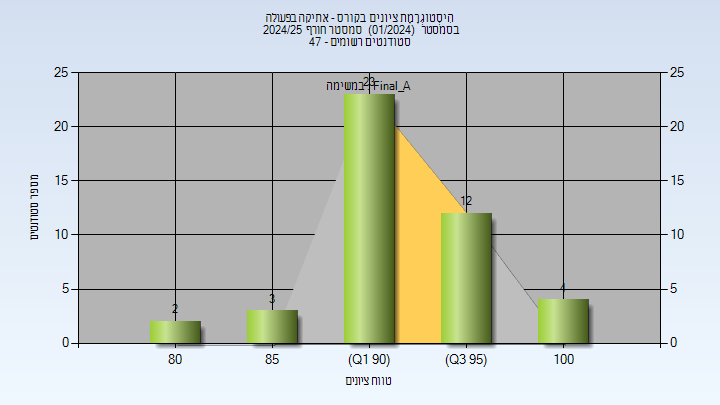 היסטוגרמת ציונים בקורס - אתיקה בפעולה
בסמסטר (01/2024) סמסטר חורף 2024/25
סטודנטים רשומים - 47
במשימה Final_A
25
20
15
10
5
0
25
20
15
10
5
0
מספר סטודנטים
2
3
23
12
4
80
85
(Q1 90)
(Q3 95)
100
טווח ציונים